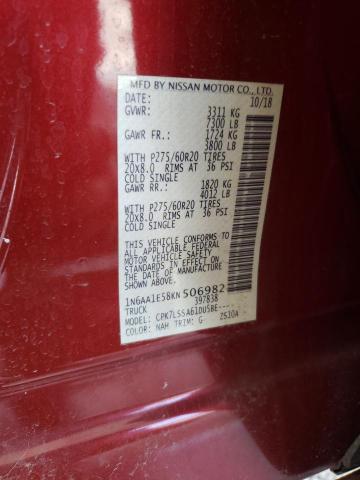 MFD BY NISSAN MOTOR CO., LTD.
DATE: 10/18
GVWR: 3311 KG
7300 LB
GAWR FR.: 1724 KG
3800 LB
WITH P275/60R20 TIRES
20x8.0 RIMS AT 36 PSI
COLD SINGLE
GAWR RR.: 1820 KG
4012 LB
WITH P275/60R20 TIRES
20x8.0 RIMS AT 36 PSI
COLD SINGLE
THIS VEHICLE CONFORMS TO
ALL APPLICABLE FEDERAL
MOTOR VEHICLE SAFETY
STANDARDS IN EFFECT ON
THE DATE OF MANUFACTURE
SHOWN ABOVE.
1N6AA1E58KN506982
TRUCK 397838
MODEL: CPK7LSSA61DU5BE-----
COLOR: NAH TRIM: G- 2510A